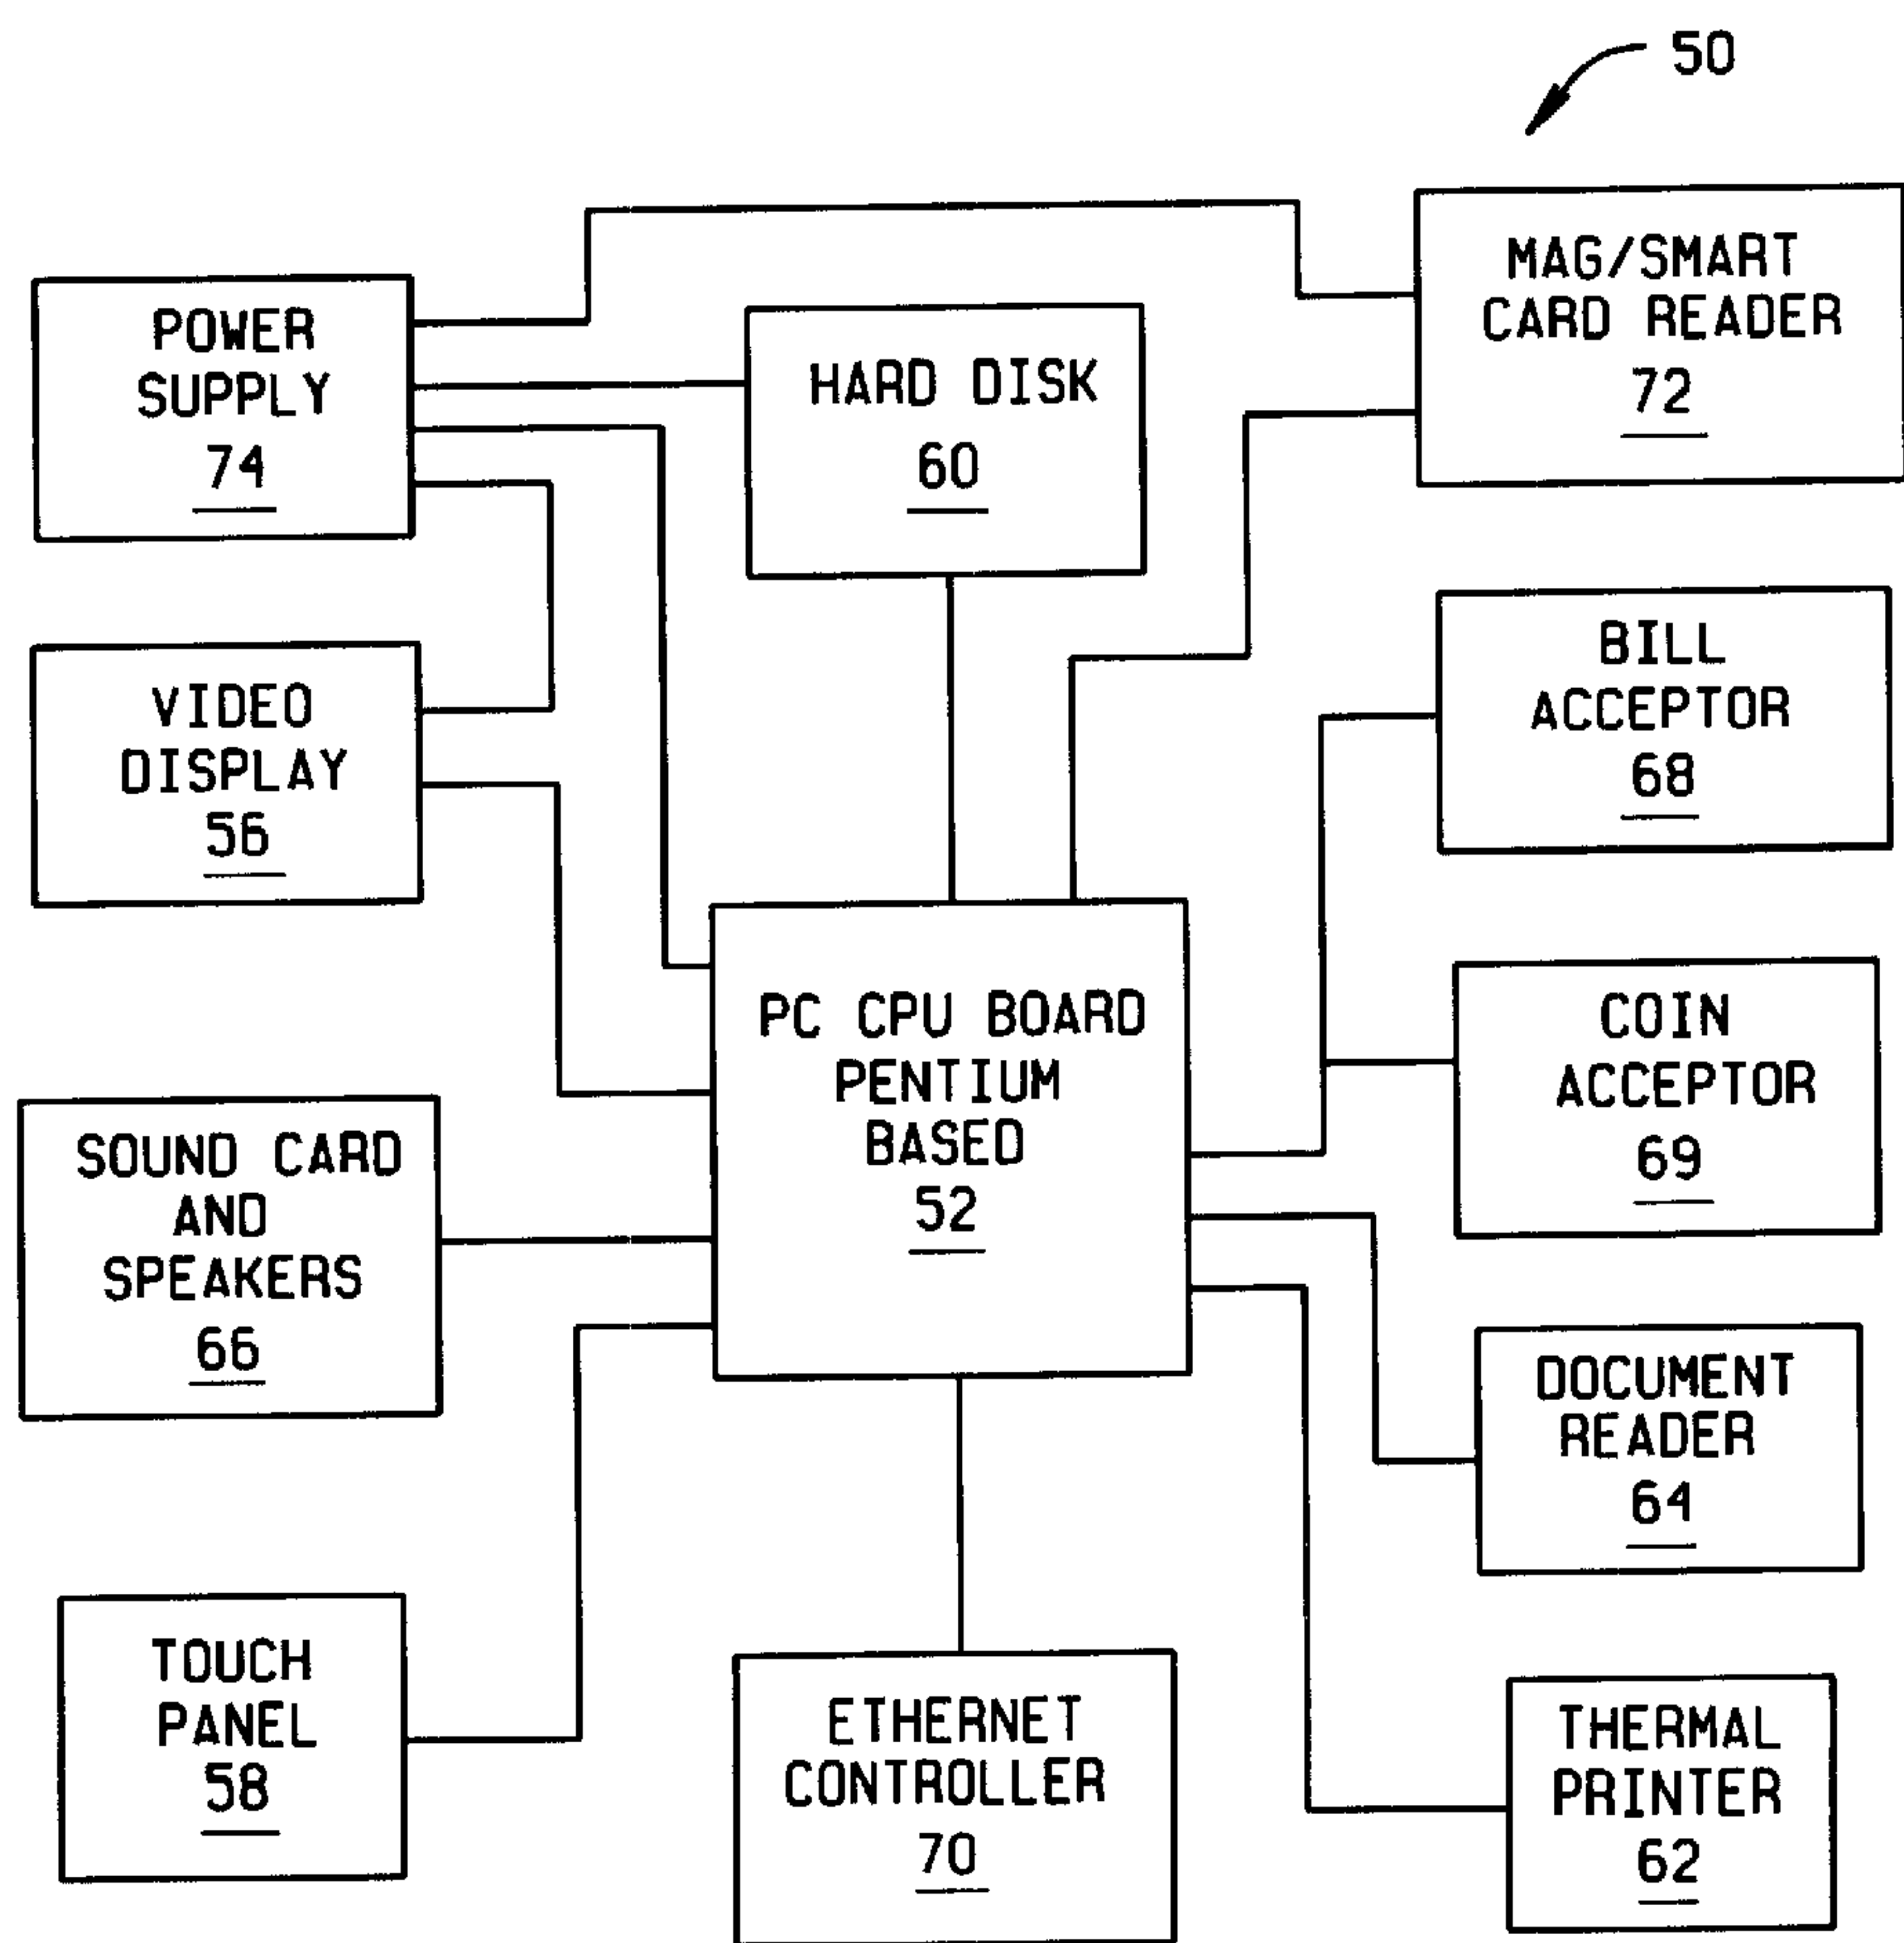 50
POWER
SUPPLY
74
HARD DISK
60
MAG/SMART
CARD READER
72
VIDEO
DISPLAY
56
BILL
ACCEPTOR
68
PC CPU BOARD
PENTIUM
BASED
52
COIN
ACCEPTOR
69
SOUND CARD
AND
SPEAKERS
66
DOCUMENT
READER
64
TOUCH
PANEL
58
ETHERNET
CONTROLLER
70
THERMAL
PRINTER
62